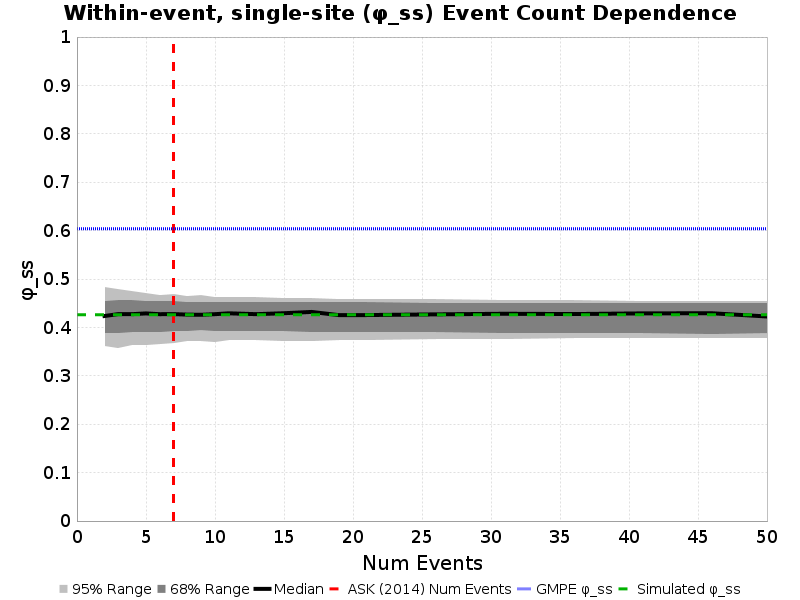 Within-event, single-site (φ_ss) Event Count Dependence
1
0.9
0.8
0.7
0.6
0.5
0.4
0.3
0.2
0.1
0
φ_ss
0 5 10 15 20 25 30 35 40 45 50
Num Events
95% Range 68% Range Median ASK (2014) Num Events GMPE φ_ss Simulated φ_ss